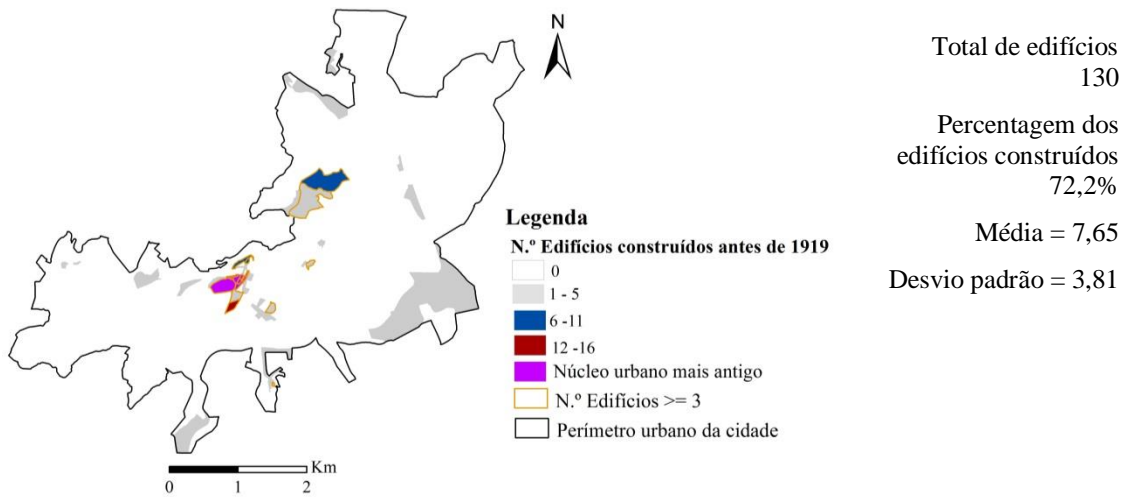 N
Total de edifícios
130
Percentagem dos
edifícios construídos
72,2%
Média = 7,65
Desvio padrão = 3,81
Legenda
N.º Edifícios construídos antes de 1919
0
1 - 5
6 -11
12 -16
Núcleo urbano mais antigo
N.º Edifícios >= 3
Perímetro urbano da cidade
Km
0 1 2